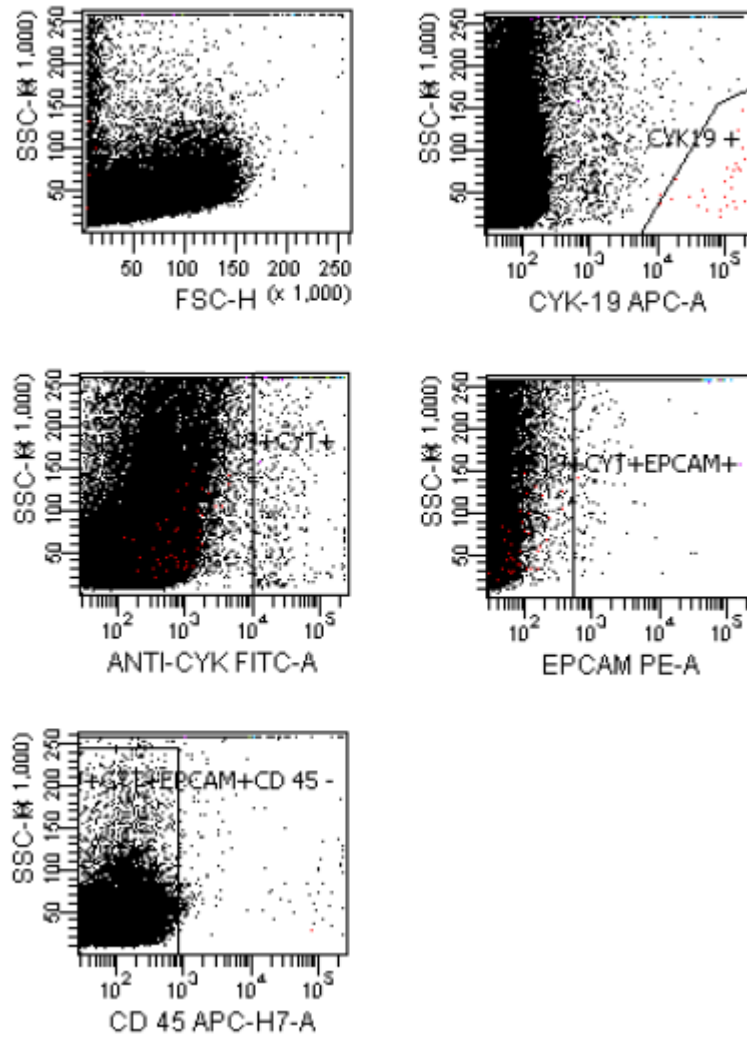 SSC-H (x 1,000)
250
200
150
100
50
50 100 150 200 250
FSC-H (x 1,000)
SSC-H (x 1,000)
250
200
150
100
50
CYK19 +
10² 10³ 10⁴ 10⁵
CYK-19 APC-A
SSC-H (x 1,000)
250
200
150
100
50
+CYT+
10² 10³ 10⁴ 10⁵
ANTI-CYK FITC-A
SSC-H (x 1,000)
250
200
150
100
50
+CYT+EPCAM+
10² 10³ 10⁴ 10⁵
EPCAM PE-A
SSC-H (x 1,000)
250
200
150
100
50
EPCAM+CD 45 -
10² 10³ 10⁴ 10⁵
CD 45 APC-H7-A